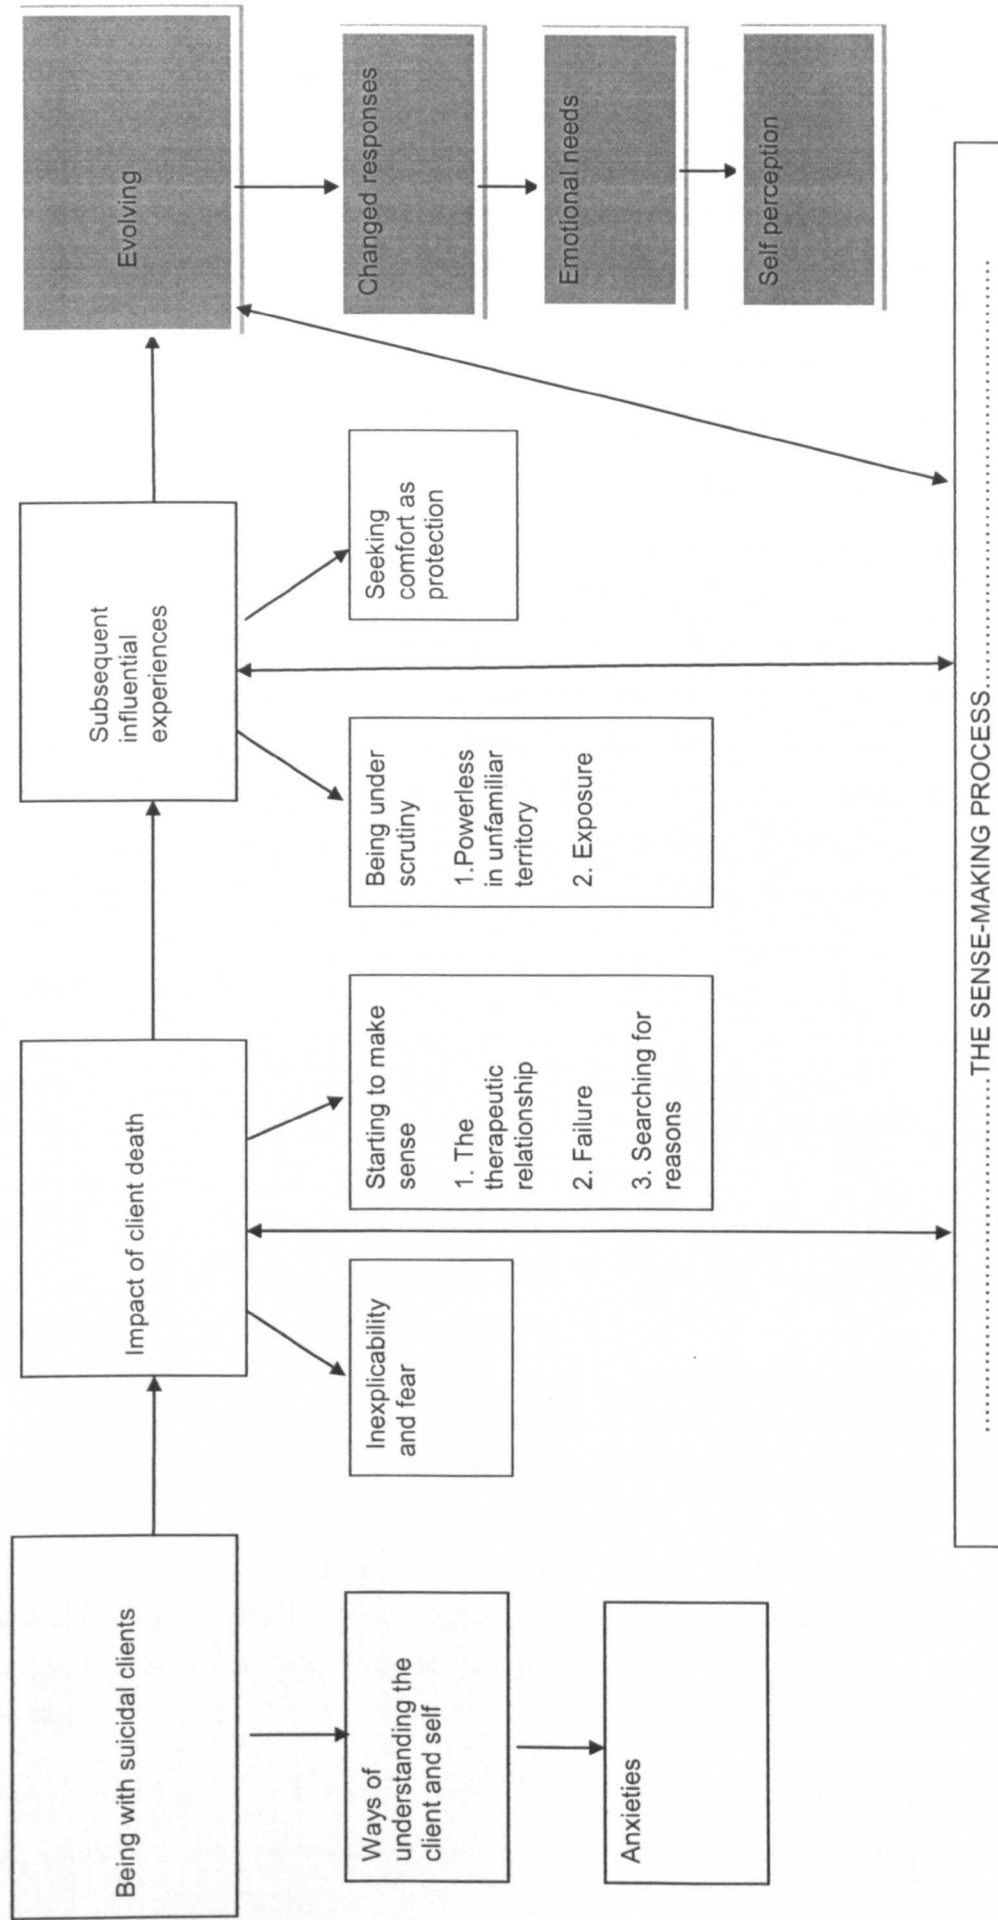 Being with suicidal clients
Ways of
understanding the
client and self
Anxieties
Impact of client death
Inexplicability
and fear
Starting to make
sense
1. The
therapeutic
relationship
2. Failure
3. Searching for
reasons
Subsequent
influential
experiences
Being under
scrutiny
1.Powerless
in unfamiliar
territory
2. Exposure
Seeking
comfort as
protection
Evolving
Changed responses
Emotional needs
Self perception
................................................THE SENSE-MAKING PROCESS................................................